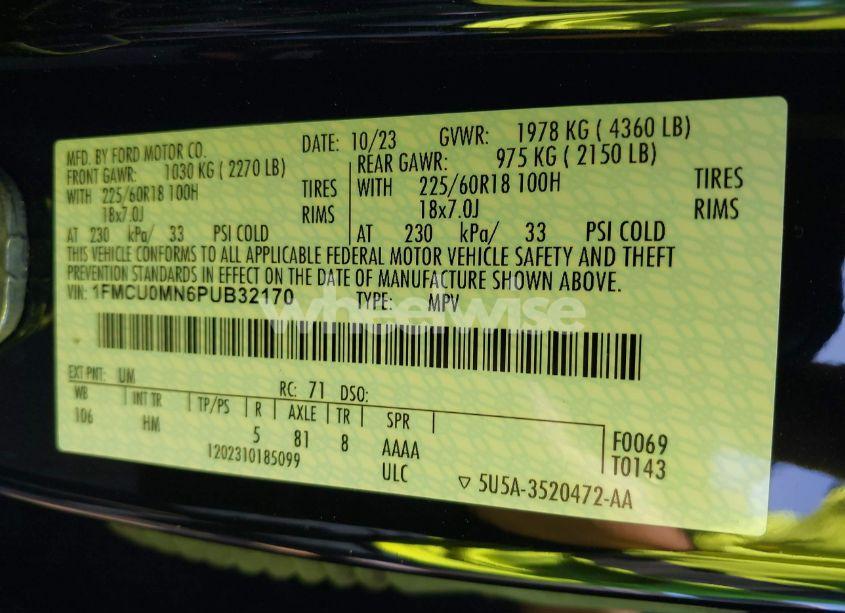 MFD. BY FORD MOTOR CO. DATE: 10/23 GVWR: 1978 KG ( 4360 LB)
FRONT GAWR: 1030 KG ( 2270 LB) REAR GAWR: 975 KG ( 2150 LB)
WITH 225/60R18 100H TIRES WITH 225/60R18 100H TIRES
18x7.0J RIMS 18x7.0J RIMS
AT 230 kPa/ 33 PSI COLD AT 230 kPa/ 33 PSI COLD
THIS VEHICLE CONFORMS TO ALL APPLICABLE FEDERAL MOTOR VEHICLE SAFETY AND THEFT
PREVENTION STANDARDS IN EFFECT ON THE DATE OF MANUFACTURE SHOWN ABOVE.
VIN: 1FMCU0MN6PUB32170 TYPE: MPV
wheelwise
EXT PNT: UM RC: 71 DSO:
WB INT TR TP/PS R AXLE TR SPR
106 HM 5 81 8 AAAA F0069
1202310185099 ULC T0143
5U5A-3520472-AA